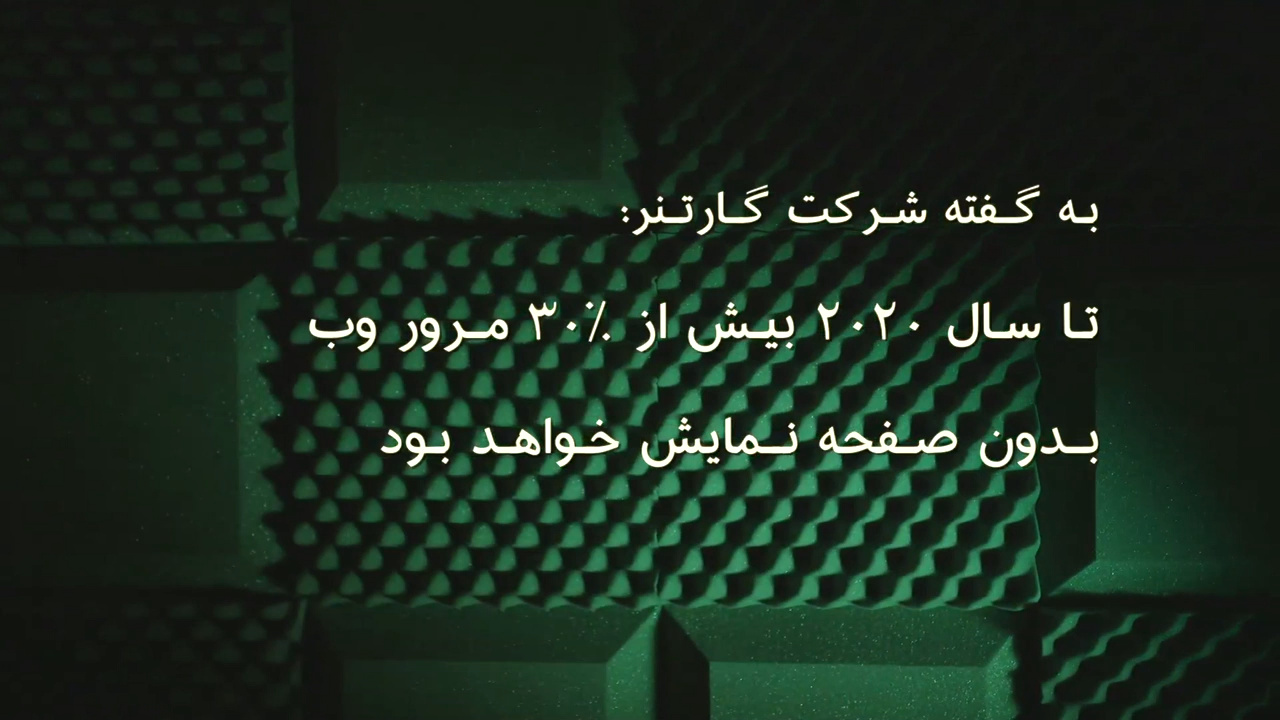 به گفته شرکت گارتنر:
تا سال ۲۰۲۰ بیش از ۳۰٪ مرور وب
بدون صفحه نمایش خواهد بود